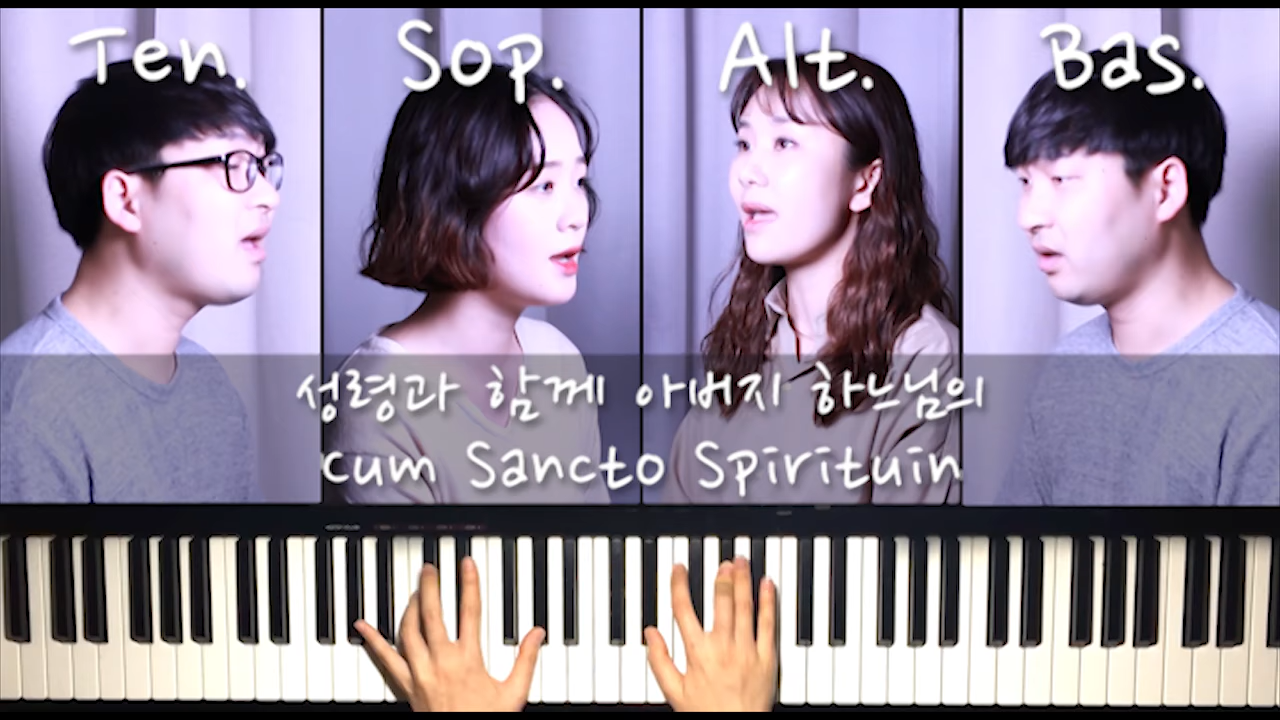 Ten. Sop. Alt. Bas.
성령과 함께 아버지 하느님의
cum Sancto Spirituin